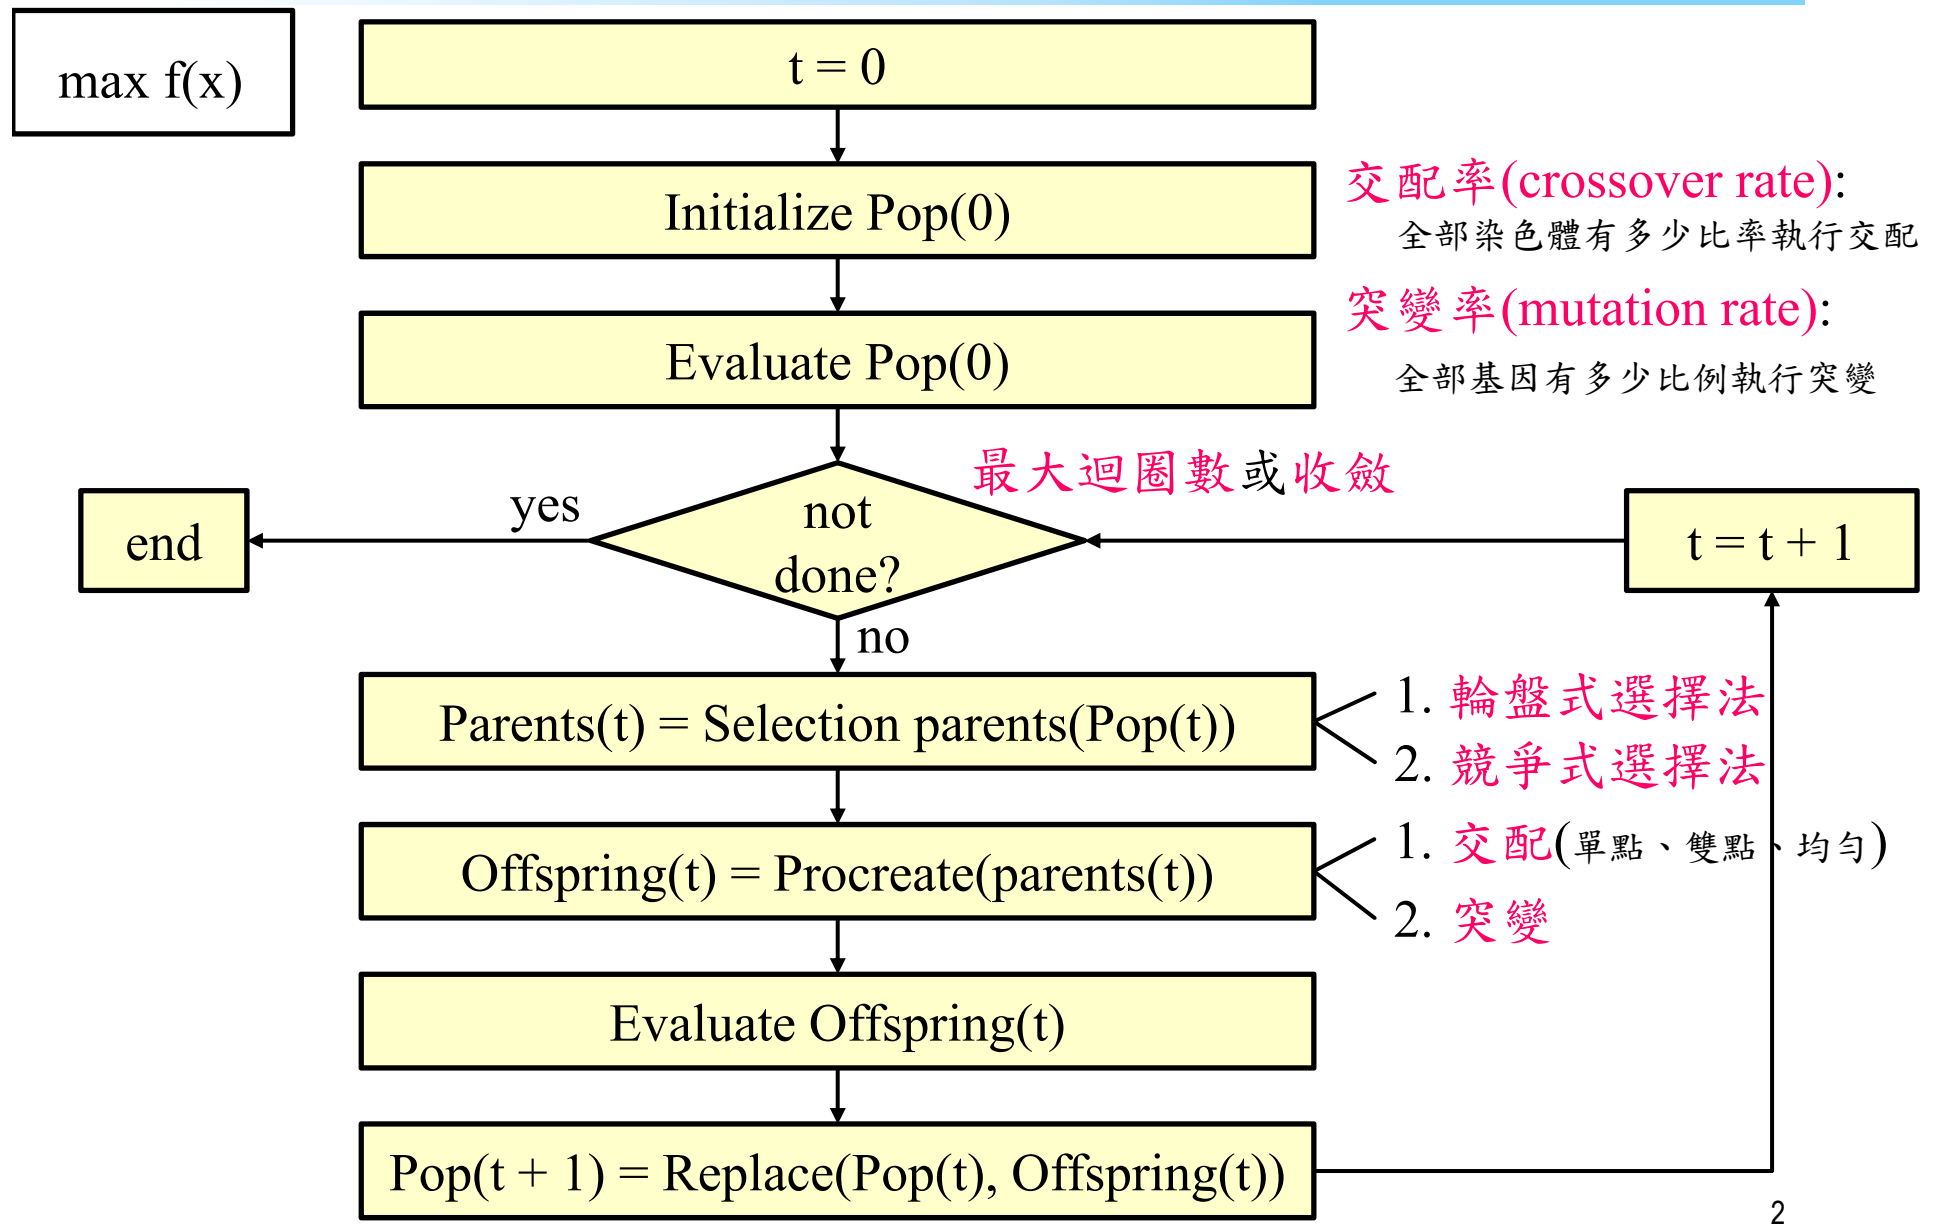 max f(x)
t = 0
Initialize Pop(0)
交配率(crossover rate):
全部染色體有多少比率執行交配
Evaluate Pop(0)
突變率(mutation rate):
全部基因有多少比例執行突變
最大迴圈數或收斂
yes
not
done?
end
t = t + 1
no
Parents(t) = Selection parents(Pop(t))
1. 輪盤式選擇法
2. 競爭式選擇法
Offspring(t) = Procreate(parents(t))
1. 交配(單點、雙點、均勻)
2. 突變
Evaluate Offspring(t)
Pop(t + 1) = Replace(Pop(t), Offspring(t))
2